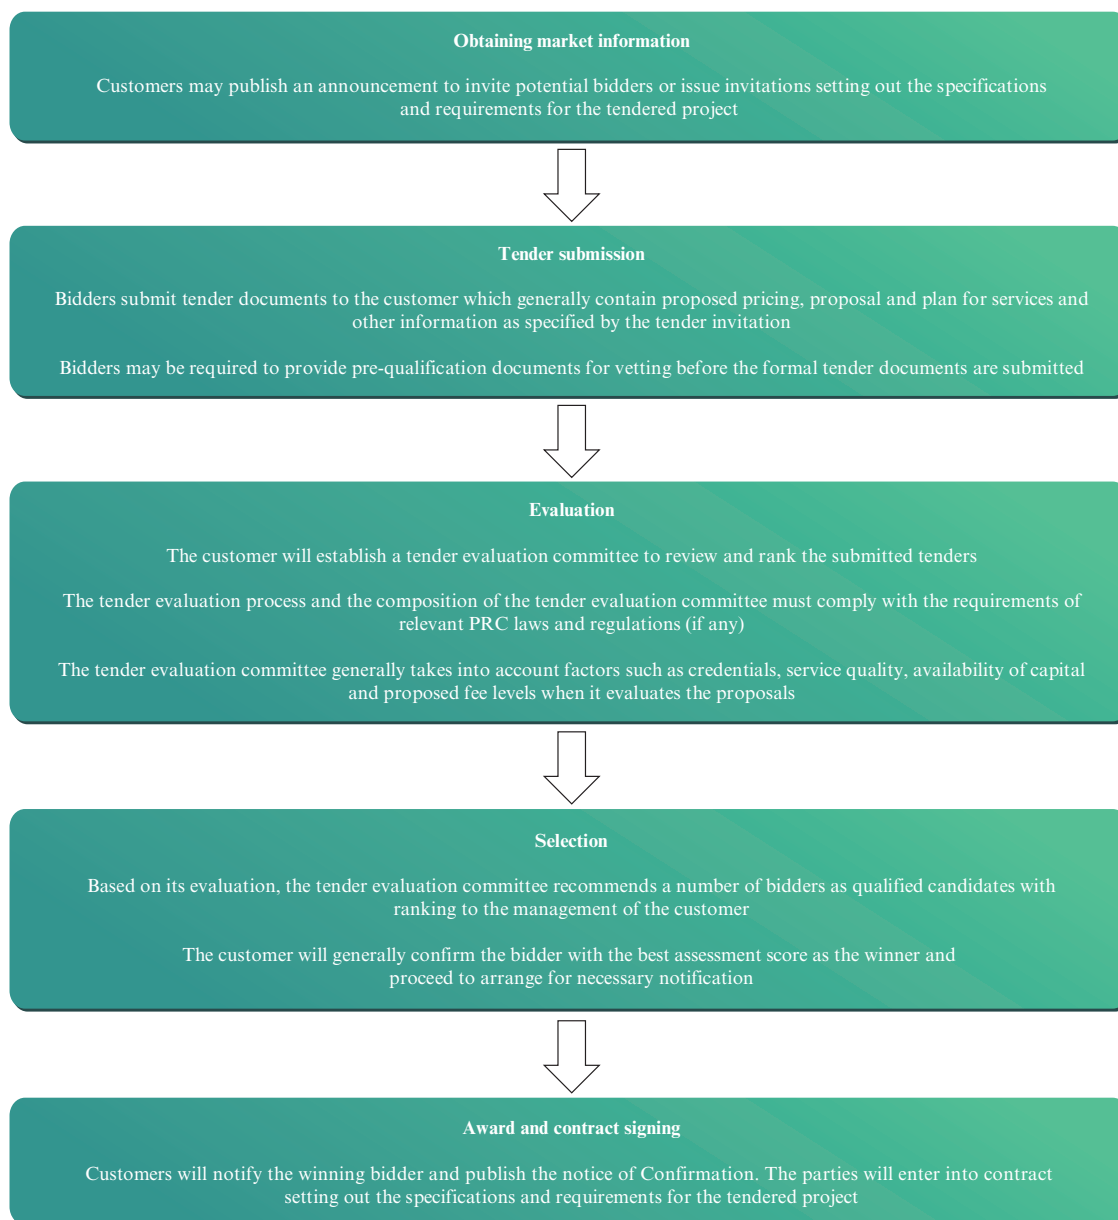 Obtaining market information
Customers may publish an announcement to invite potential bidders or issue invitations setting out the specifications
and requirements for the tendered project
Tender submission
Bidders submit tender documents to the customer which generally contain proposed pricing, proposal and plan for services and
other information as specified by the tender invitation
Bidders may be required to provide pre-qualification documents for vetting before the formal tender documents are submitted
Evaluation
The customer will establish a tender evaluation committee to review and rank the submitted tenders
The tender evaluation process and the composition of the tender evaluation committee must comply with the requirements of
relevant PRC laws and regulations (if any)
The tender evaluation committee generally takes into account factors such as credentials, service quality, availability of capital
and proposed fee levels when it evaluates the proposals
Selection
Based on its evaluation, the tender evaluation committee recommends a number of bidders as qualified candidates with
ranking to the management of the customer
The customer will generally confirm the bidder with the best assessment score as the winner and
proceed to arrange for necessary notification
Award and contract signing
Customers will notify the winning bidder and publish the notice of Confirmation. The parties will enter into contract
setting out the specifications and requirements for the tendered project